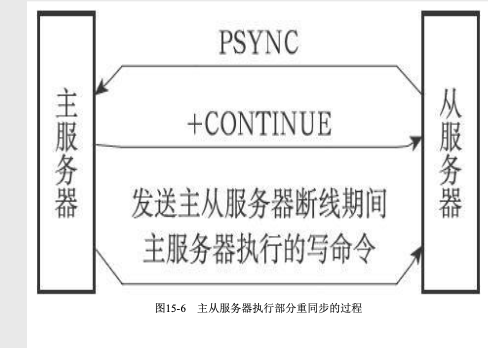 PSYNC
主服务器
从服务器
+CONTINUE
发送主从服务器断线期间
主服务器执行的写命令
图15-6 主从服务器执行部分重同步的过程